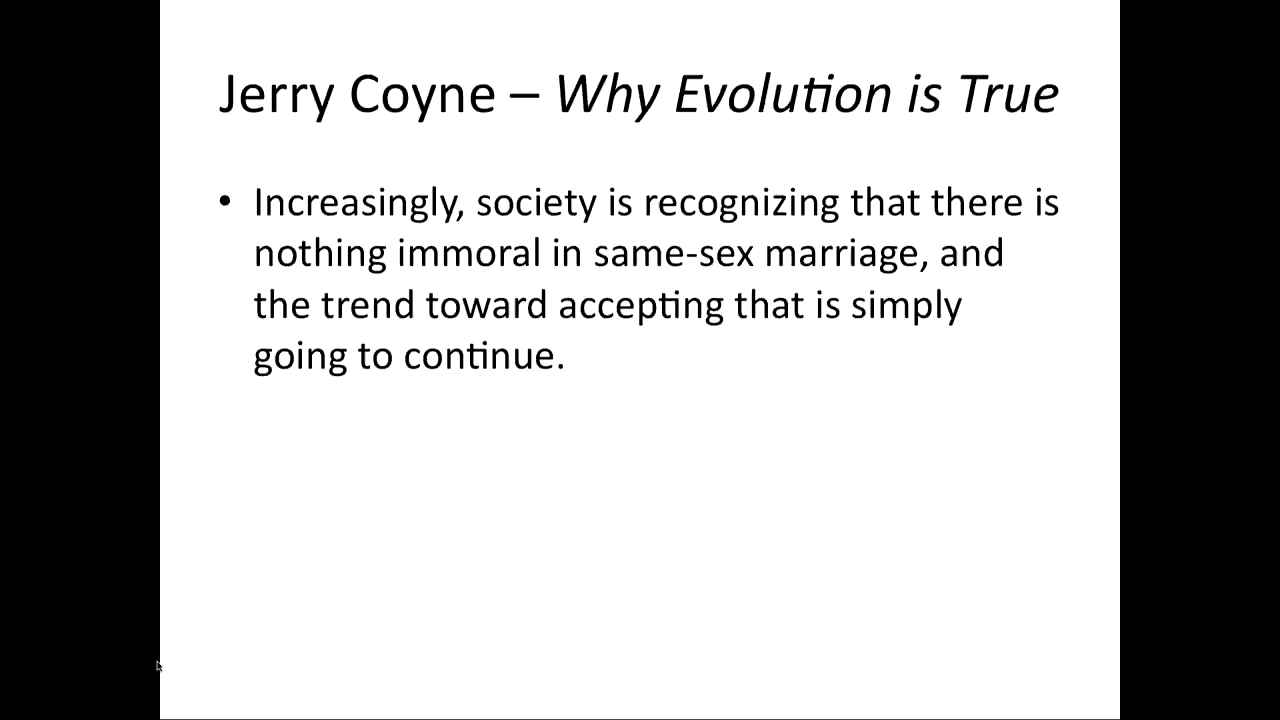 Jerry Coyne – Why Evolution is True
• Increasingly, society is recognizing that there is
nothing immoral in same-sex marriage, and
the trend toward accepting that is simply
going to continue.